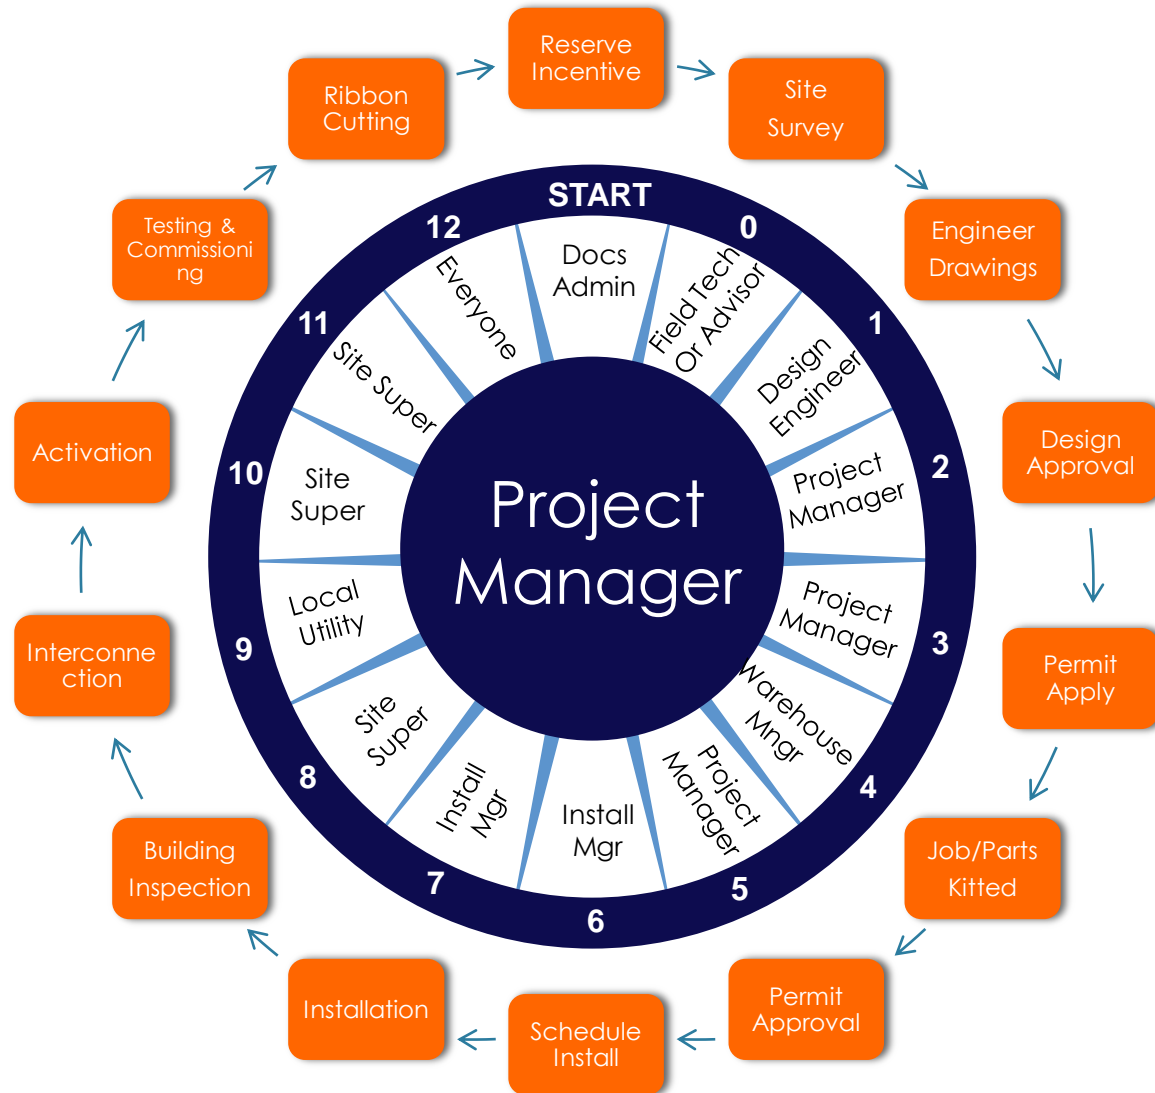 Reserve
Incentive
Site
Survey
Engineer
Drawings
Design
Approval
Permit
Apply
Job/Parts
Kitted
Permit
Approval
Schedule
Install
Installation
Building
Inspection
Interconne
ction
Activation
Testing &
Commissioni
ng
Ribbon
Cutting
START
0
1
2
3
4
5
6
7
8
9
10
11
12
Docs
Admin
Field Tech
Or Advisor
Design
Engineer
Project
Manager
Project
Manager
Warehouse
Mngr
Project
Manager
Install
Mgr
Install
Mgr
Site
Super
Local
Utility
Site
Super
Site Super
Everyone
Project
Manager